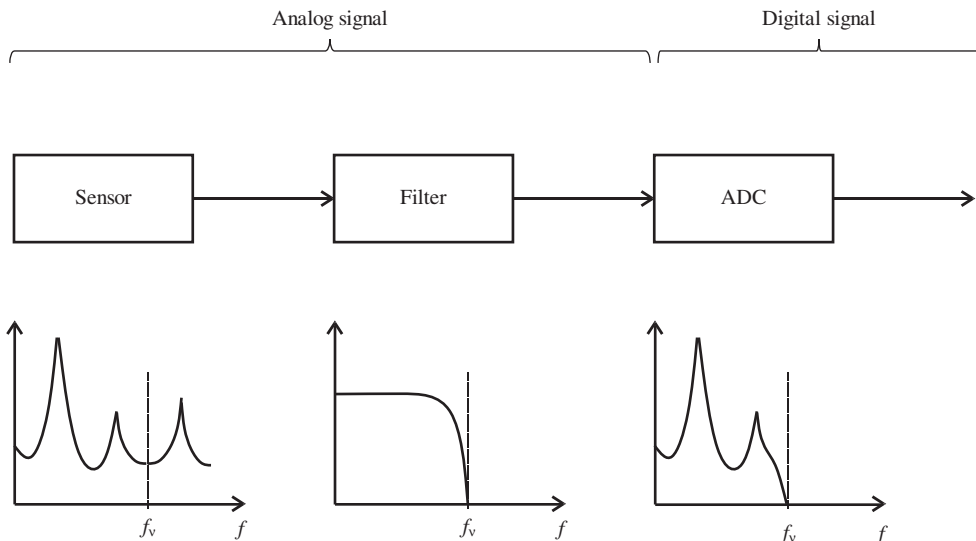 Analog signal
Digital signal
Sensor
Filter
ADC
fᵥ
f
fᵥ
f
fᵥ
f